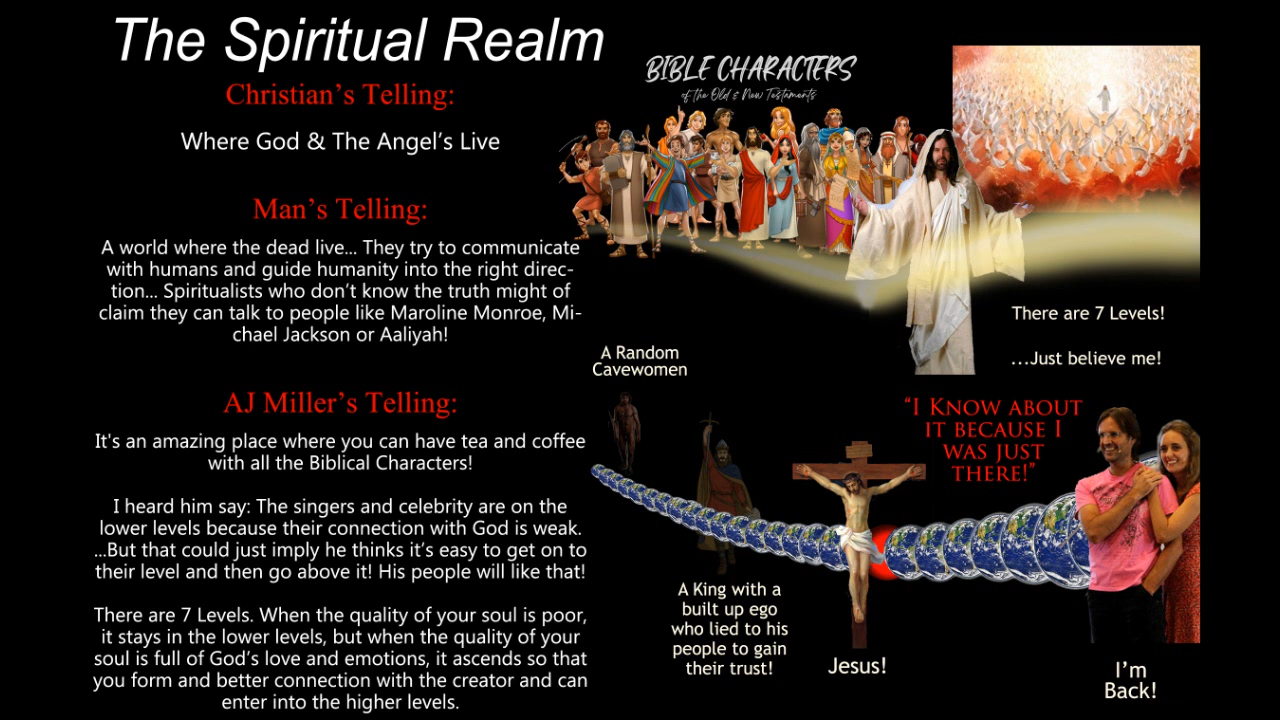 The Spiritual Realm
Christian's Telling:
Where God & The Angel's Live
Man's Telling:
A world where the dead live... They try to communicate
with humans and guide humanity into the right direc-
tion... Spiritualists who don't know the truth might of
claim they can talk to people like Maroline Monroe, Mi-
chael Jackson or Aaliyah!
AJ Miller's Telling:
It's an amazing place where you can have tea and coffee
with all the Biblical Characters!
I heard him say: The singers and celebrity are on the
lower levels because their connection with God is weak.
...But that could just imply he thinks it's easy to get on to
their level and then go above it! His people will like that!
There are 7 Levels. When the quality of your soul is poor,
it stays in the lower levels, but when the quality of your
soul is full of God's love and emotions, it ascends so that
you form and better connection with the creator and can
enter into the higher levels.
BIBLE CHARACTERS
of the Old & New Testaments
There are 7 Levels!
...Just believe me!
A Random
Cavewomen
"I Know about
it because I
was just
there!"
A King with a
built up ego
who lied to his
people to gain
their trust!
Jesus!
I'm
Back!